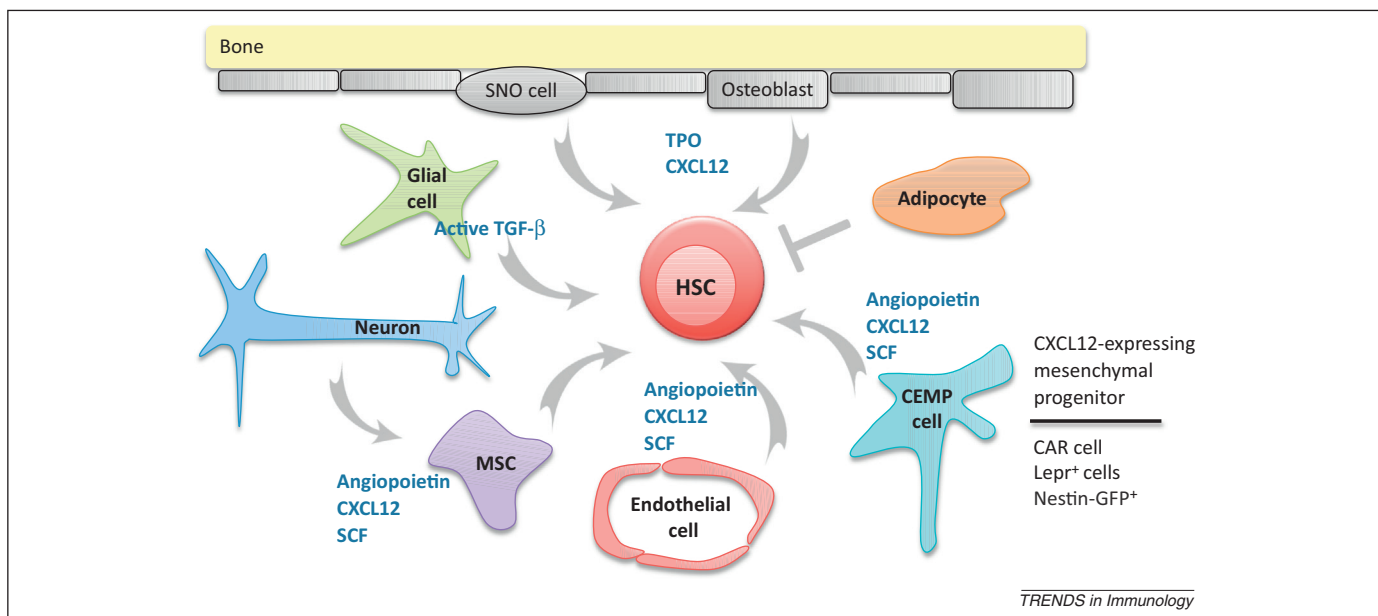 Bone
SNO cell
Osteoblast
TPO
CXCL12
Glial
cell
Active TGF-β
Adipocyte
HSC
Neuron
Angiopoietin
CXCL12
SCF
CXCL12-expressing
mesenchymal
progenitor
CEMP
cell
CAR cell
Lepr⁺ cells
Nestin-GFP⁺
Angiopoietin
CXCL12
SCF
MSC
Angiopoietin
CXCL12
SCF
Endothelial
cell
TRENDS in Immunology